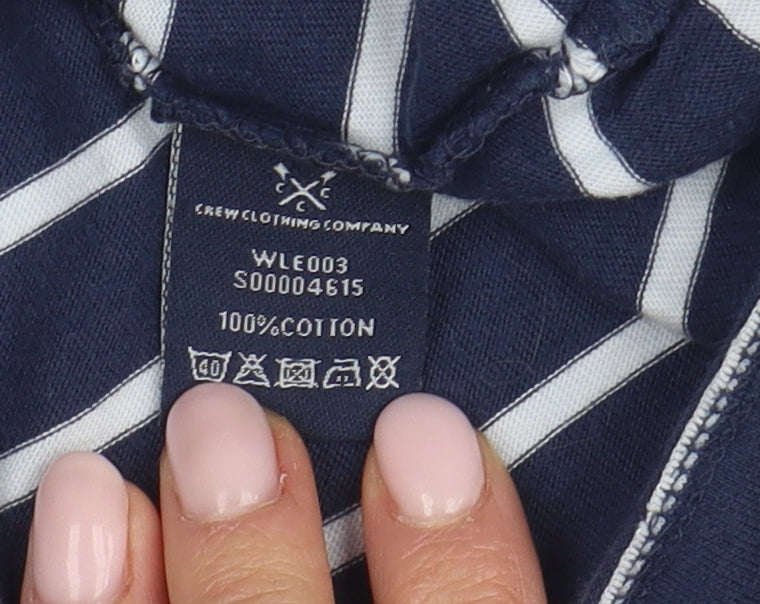 C C
C
CREW CLOTHING COMPANY
WLE003
S00004615
100%COTTON
40